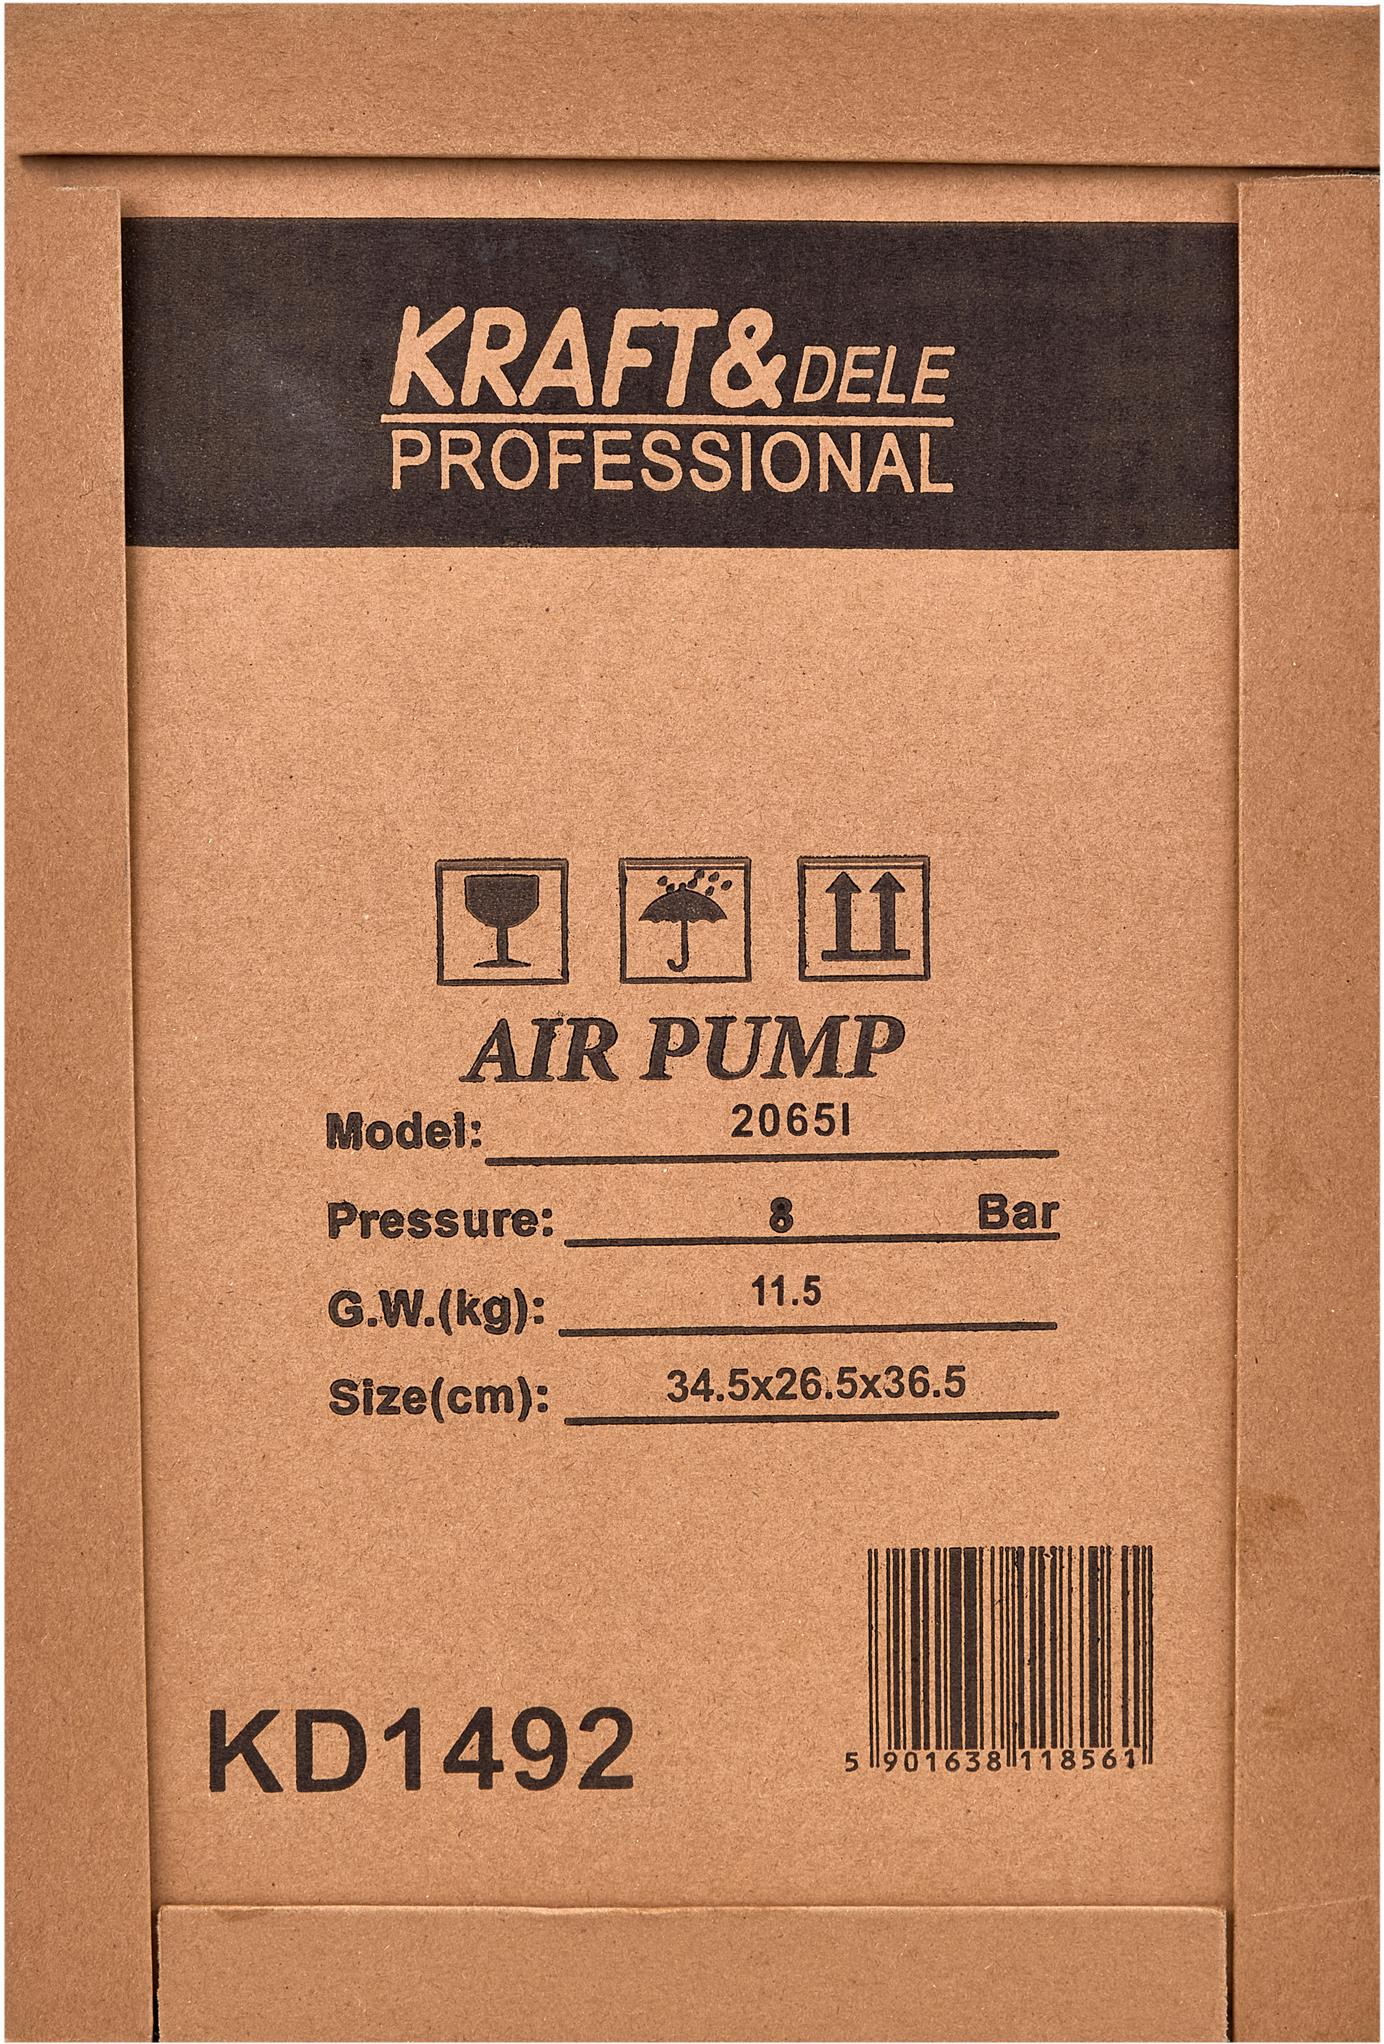 KRAFT&DELE
PROFESSIONAL
AIR PUMP
Model: 2065I
Pressure: 8 Bar
G.W.(kg): 11.5
Size(cm): 34.5x26.5x36.5
KD1492
5 901638 118561